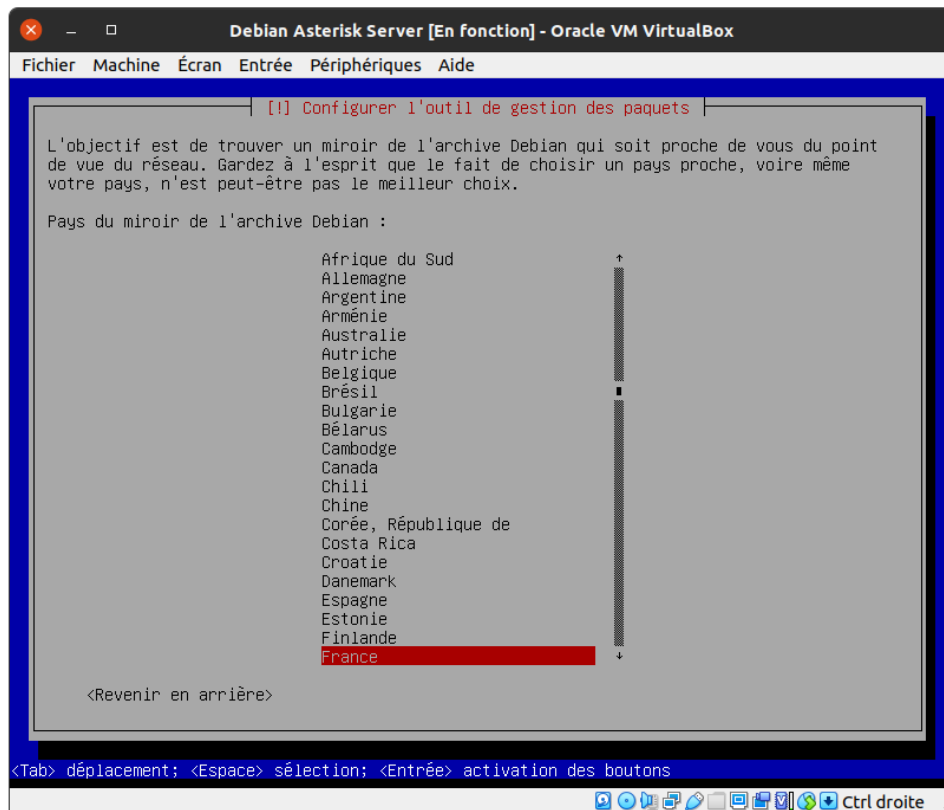 Debian Asterisk Server [En fonction] - Oracle VM VirtualBox
Fichier Machine Écran Entrée Périphériques Aide
[!] Configurer l'outil de gestion des paquets
L'objectif est de trouver un miroir de l'archive Debian qui soit proche de vous du point
de vue du réseau. Gardez à l'esprit que le fait de choisir un pays proche, voire même
votre pays, n'est peut-être pas le meilleur choix.
Pays du miroir de l'archive Debian :
Afrique du Sud
Allemagne
Argentine
Arménie
Australie
Autriche
Belgique
Brésil
Bulgarie
Bélarus
Cambodge
Canada
Chili
Chine
Corée, République de
Costa Rica
Croatie
Danemark
Espagne
Estonie
Finlande
France
<Revenir en arrière>
<Tab> déplacement; <Espace> sélection; <Entrée> activation des boutons
Ctrl droite